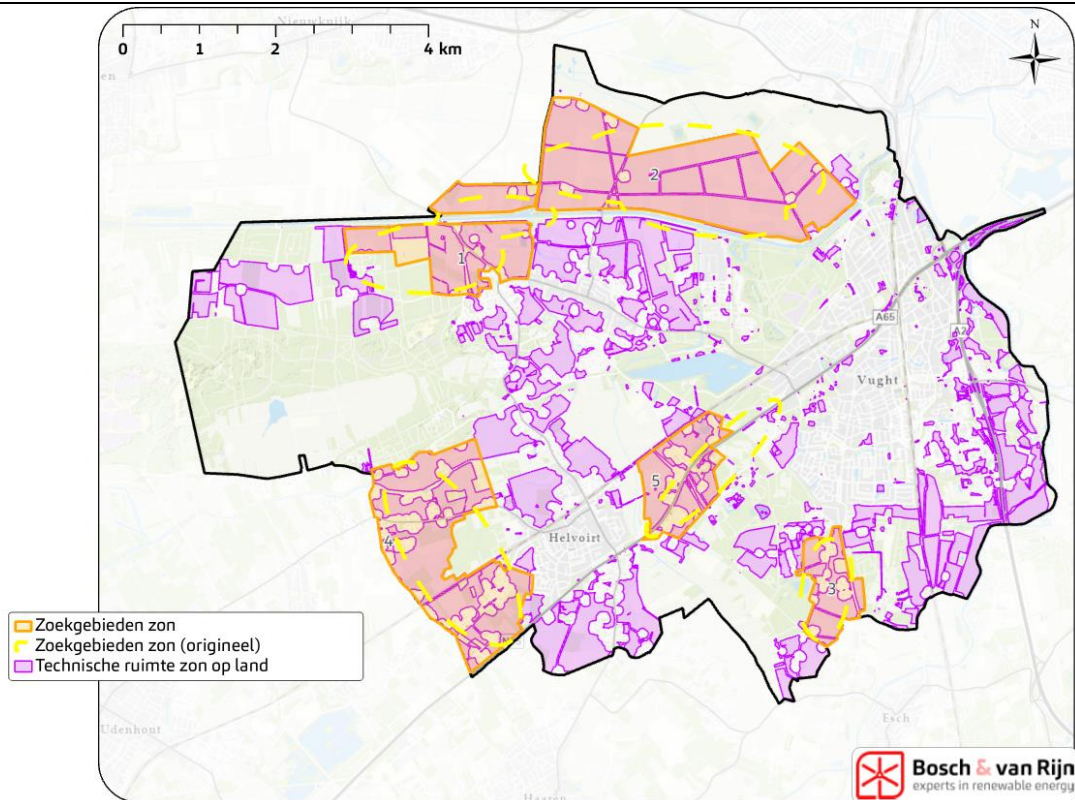 Nieuwkuijk
N
0 1 2 4 km
2
1
A65
A2
Vught
5
4
Helvoirt
3
Zoekgebieden zon
Zoekgebieden zon (origineel)
Technische ruimte zon op land
Udenhout
Esch
Haaren
Bosch & van Rijn
experts in renewable energy